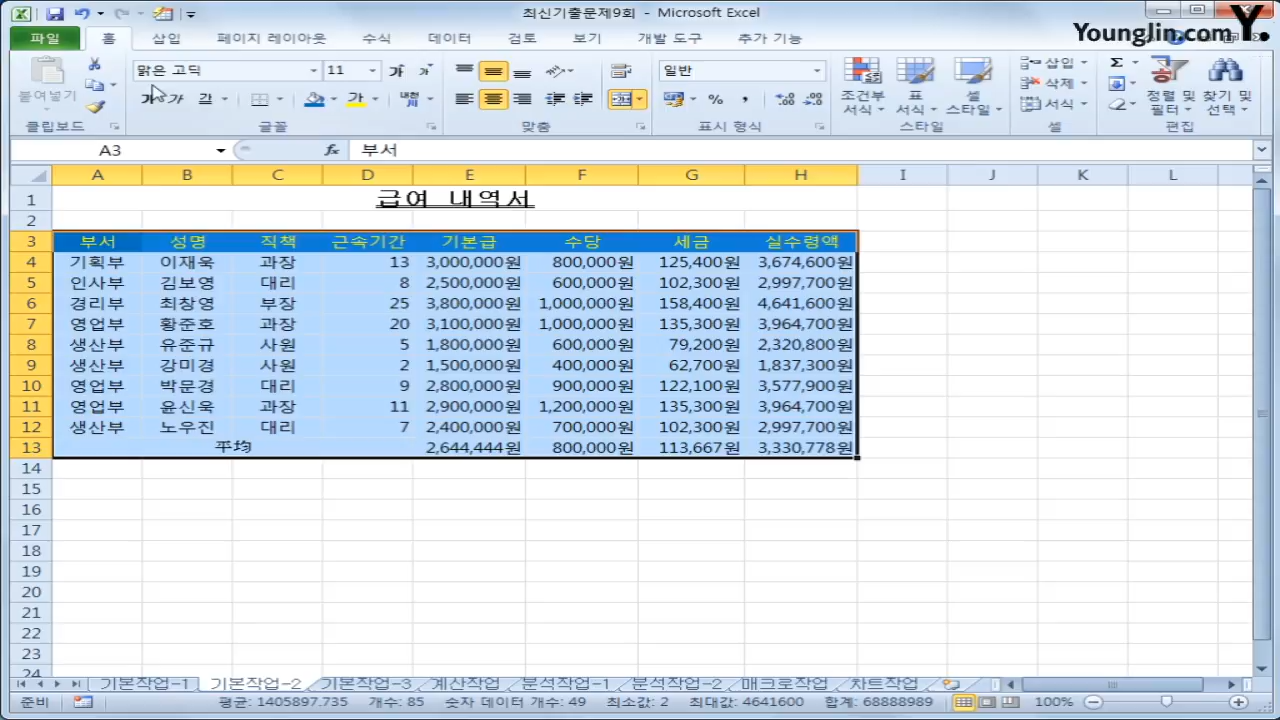 최신기출문제9회 - Microsoft Excel
Younglin.com Y.
파일 홈 삽입 페이지 레이아웃 수식 데이터 검토 보기 개발 도구 추가 기능
붙여넣기 맑은 고딕 11 일반 조건부 서식 표 서식 셀 스타일 삽입 삭제 서식 정렬 및 필터 찾기 및 선택
클립보드 글꼴 맞춤 표시 형식 스타일 셀 편집
A3 fx 부서
A B C D E F G H I J K L
1 급여 내역서
2
3 부서 성명 직책 근속기간 기본급 수당 세금 실수령액
4 기획부 이재욱 과장 13 3,000,000원 800,000원 125,400원 3,674,600원
5 인사부 김보영 대리 8 2,500,000원 600,000원 102,300원 2,997,700원
6 경리부 최창영 부장 25 3,800,000원 1,000,000원 158,400원 4,641,600원
7 영업부 황준호 과장 20 3,100,000원 1,000,000원 135,300원 3,964,700원
8 생산부 유준규 사원 5 1,800,000원 600,000원 79,200원 2,320,800원
9 생산부 강미경 사원 2 1,500,000원 400,000원 62,700원 1,837,300원
10 영업부 박문경 대리 9 2,800,000원 900,000원 122,100원 3,577,900원
11 영업부 윤신욱 과장 11 2,900,000원 1,200,000원 135,300원 3,964,700원
12 생산부 노우진 대리 7 2,400,000원 700,000원 102,300원 2,997,700원
13 平均 2,644,444원 800,000원 113,667원 3,330,778원
14
15
16
17
18
19
20
21
22
23
24
기본작업-1 기본작업-2 기본작업-3 계산작업 분석작업-1 분석작업-2 매크로작업 차트작업
준비 평균: 1405897.735 개수: 85 숫자 데이터 개수: 49 최소값: 2 최대값: 4641600 합계: 68888989 100%